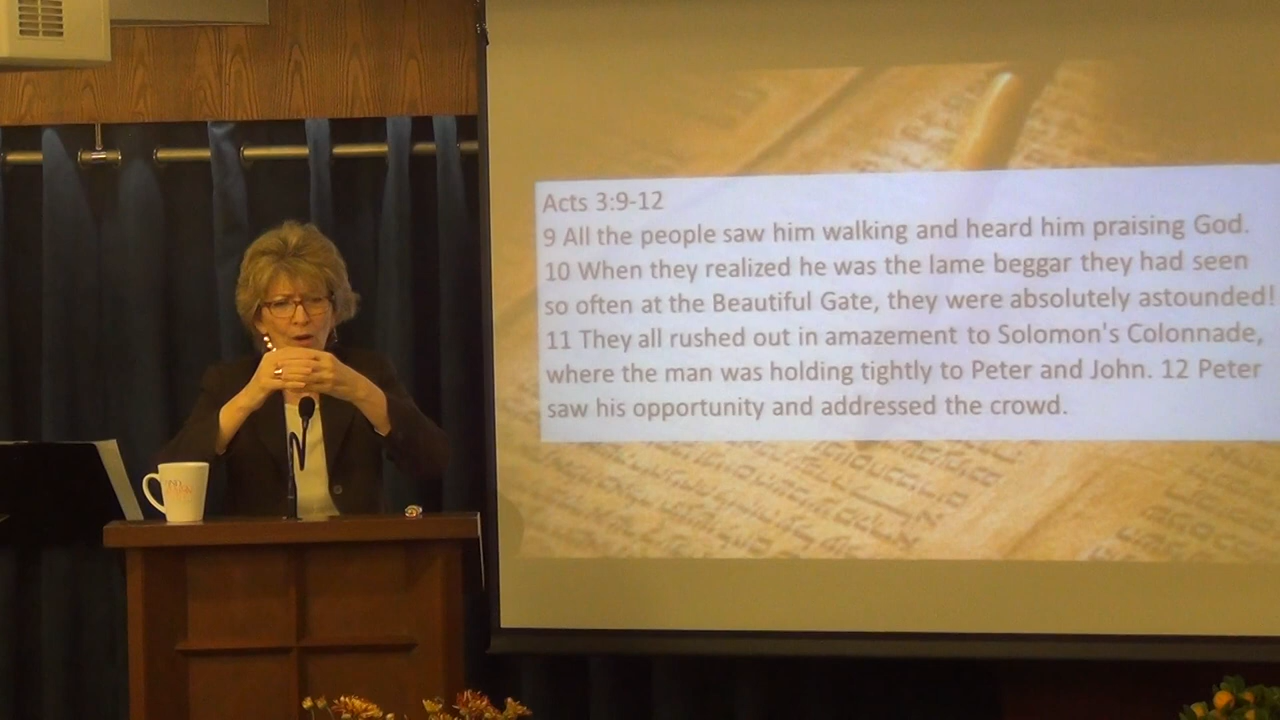 Acts 3:9-12
9 All the people saw him walking and heard him praising God.
10 When they realized he was the lame beggar they had seen
so often at the Beautiful Gate, they were absolutely astounded!
11 They all rushed out in amazement to Solomon's Colonnade,
where the man was holding tightly to Peter and John. 12 Peter
saw his opportunity and addressed the crowd.